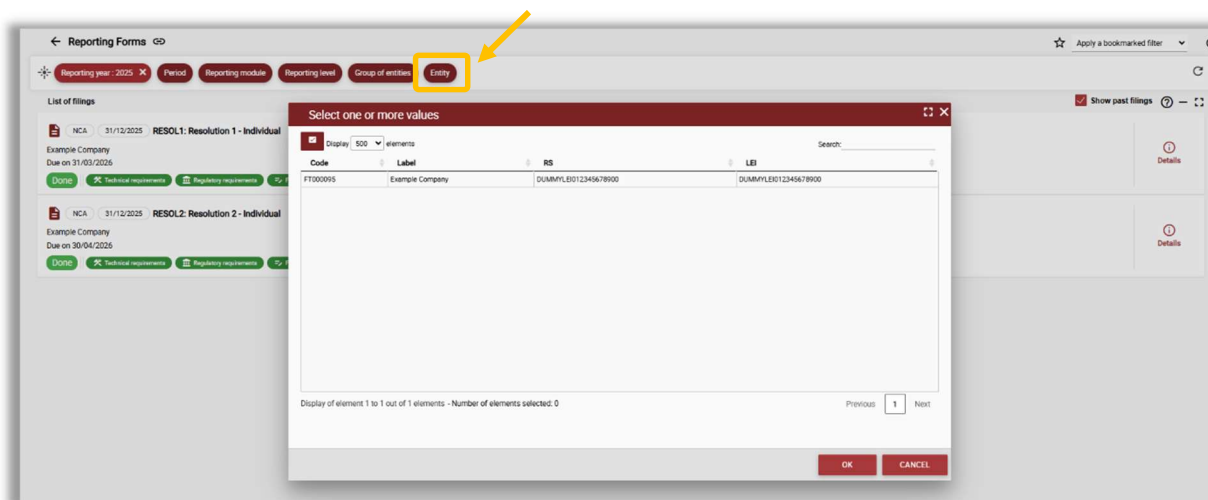 Reporting Forms
Apply a bookmarked filter
Reporting year : 2025 X Period Reporting module Reporting level Group of entities Entity
List of filings
Show past filings
NCA 31/12/2025 RESOL1: Resolution 1 - Individual
Example Company
Due on 31/03/2026
Done Technical requirements Regulatory requirements
Details
NCA 31/12/2025 RESOL2: Resolution 2 - Individual
Example Company
Due on 30/04/2026
Done Technical requirements Regulatory requirements
Details
Select one or more values
Display 500 elements
Search:
Code Label RS LEI
FT000095 Example Company DUMMYLEI012345678900 DUMMYLEI012345678900
Display of element 1 to 1 out of 1 elements - Number of elements selected: 0
Previous 1 Next
OK CANCEL